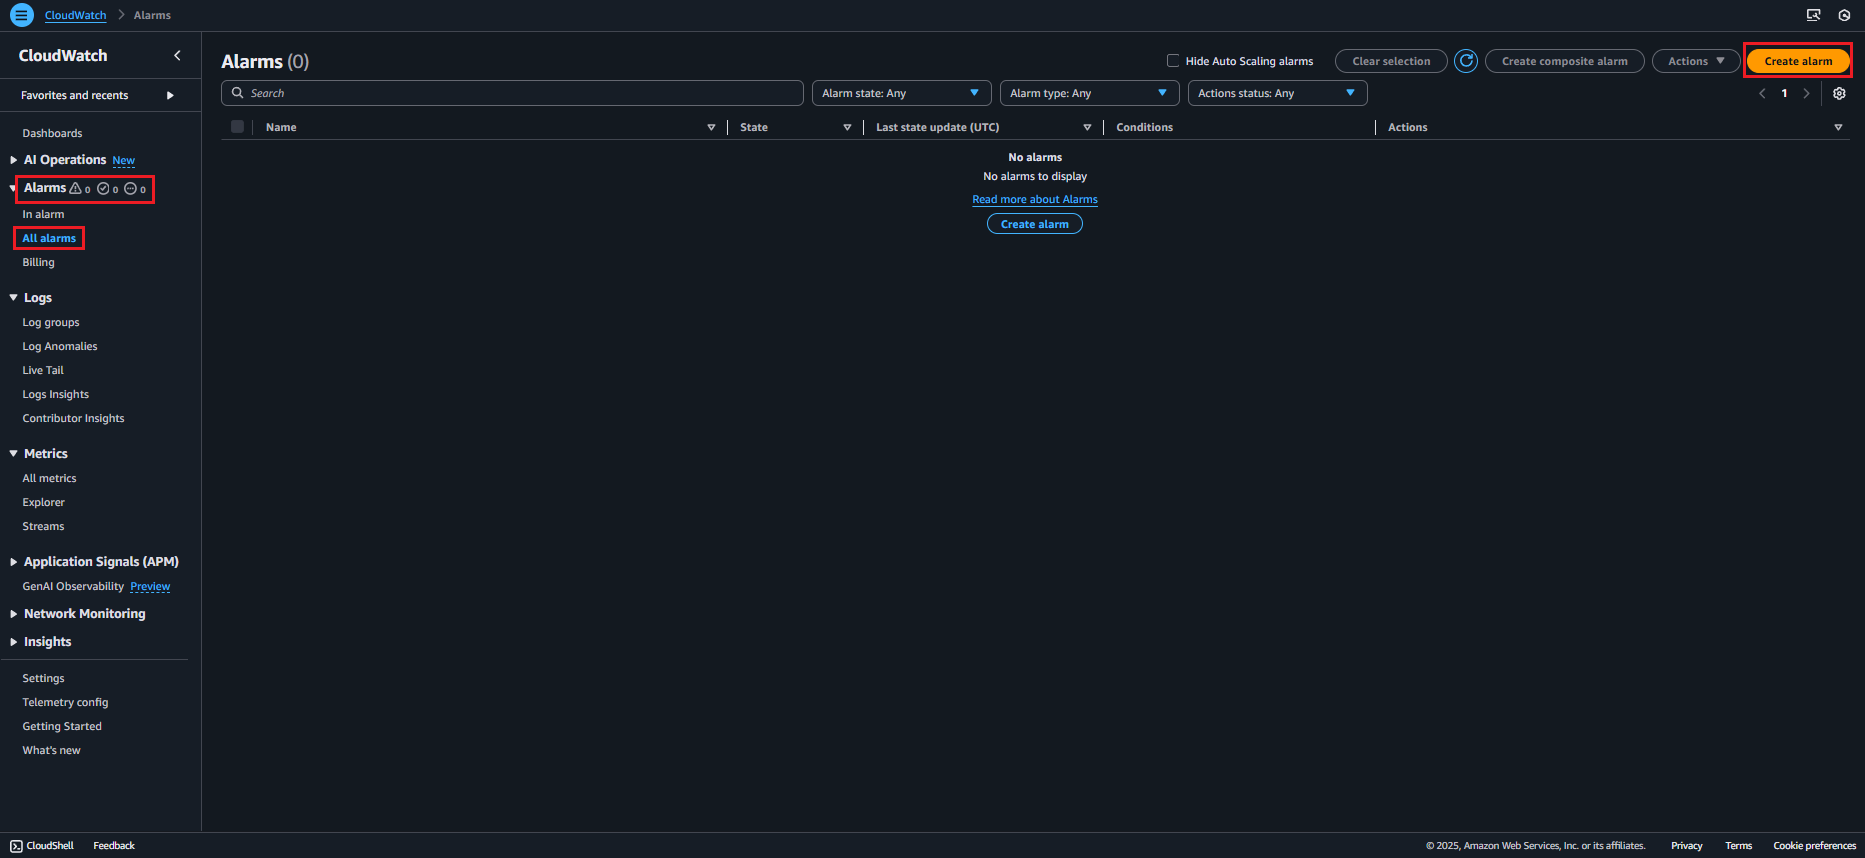 CloudWatch > Alarms
CloudWatch
Favorites and recents
Dashboards
AI Operations New
Alarms 0 0 0
In alarm
All alarms
Billing
Logs
Log groups
Log Anomalies
Live Tail
Logs Insights
Contributor Insights
Metrics
All metrics
Explorer
Streams
Application Signals (APM)
GenAI Observability Preview
Network Monitoring
Insights
Settings
Telemetry config
Getting Started
What's new
Alarms (0)
Hide Auto Scaling alarms
Clear selection
Create composite alarm
Actions
Create alarm
Search
Alarm state: Any
Alarm type: Any
Actions status: Any
1
Name State Last state update (UTC) Conditions Actions
No alarms
No alarms to display
Read more about Alarms
Create alarm
CloudShell Feedback
© 2025, Amazon Web Services, Inc. or its affiliates. Privacy Terms Cookie preferences